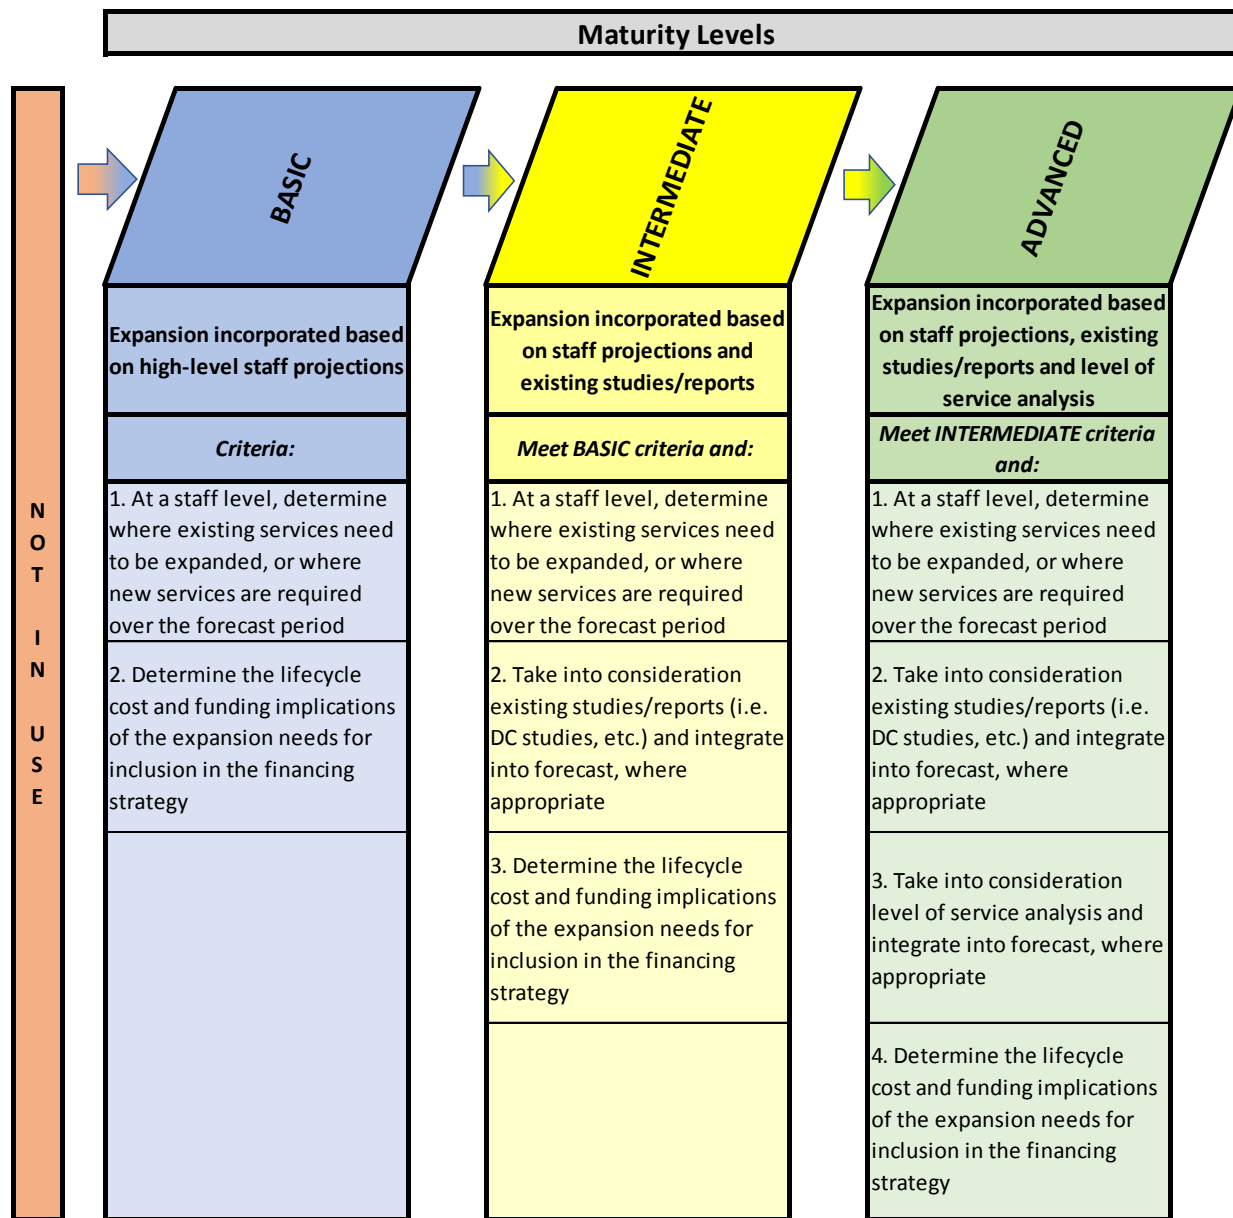 Maturity Levels
N
O
T
I
N
U
S
E
BASIC
Expansion incorporated based
on high-level staff projections
Criteria:
1. At a staff level, determine
where existing services need
to be expanded, or where
new services are required
over the forecast period
2. Determine the lifecycle
cost and funding implications
of the expansion needs for
inclusion in the financing
strategy
INTERMEDIATE
Expansion incorporated based
on staff projections and
existing studies/reports
Meet BASIC criteria and:
1. At a staff level, determine
where existing services need
to be expanded, or where
new services are required
over the forecast period
2. Take into consideration
existing studies/reports (i.e.
DC studies, etc.) and integrate
into forecast, where
appropriate
3. Determine the lifecycle
cost and funding implications
of the expansion needs for
inclusion in the financing
strategy
ADVANCED
Expansion incorporated based
on staff projections, existing
studies/reports and level of
service analysis
Meet INTERMEDIATE criteria
and:
1. At a staff level, determine
where existing services need
to be expanded, or where
new services are required
over the forecast period
2. Take into consideration
existing studies/reports (i.e.
DC studies, etc.) and integrate
into forecast, where
appropriate
3. Take into consideration
level of service analysis and
integrate into forecast, where
appropriate
4. Determine the lifecycle
cost and funding implications
of the expansion needs for
inclusion in the financing
strategy